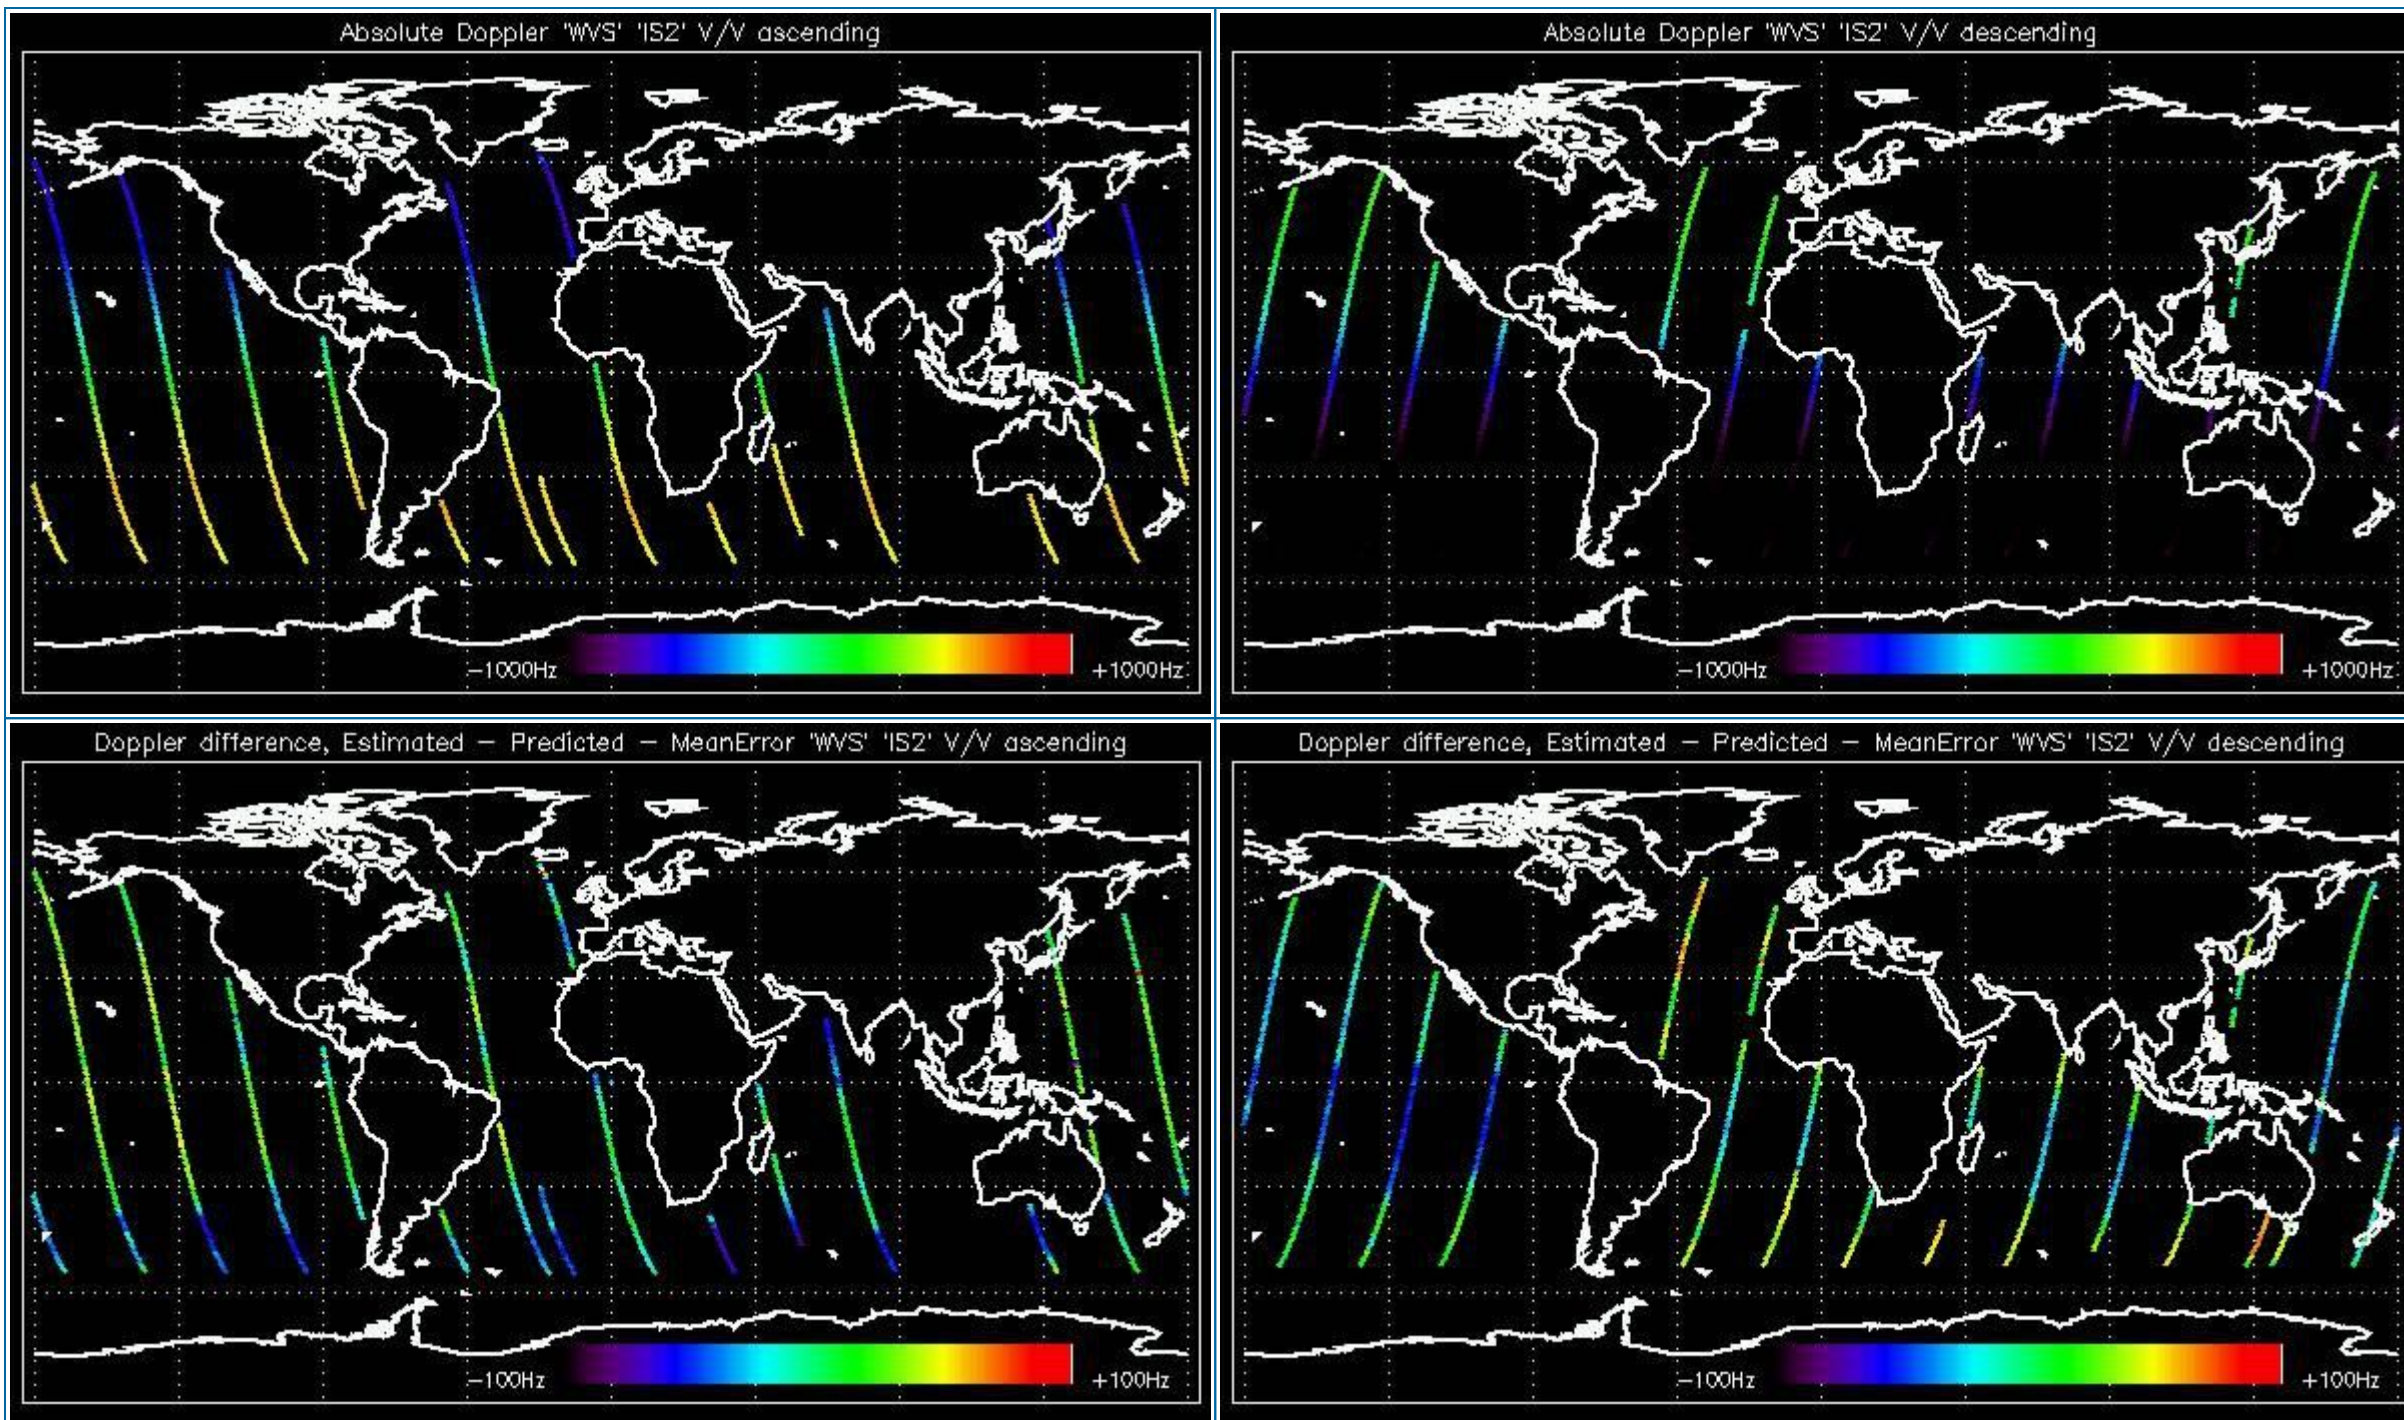 Absolute Doppler 'WVS' 'IS2' V/V ascending
-1000Hz
+1000Hz
Absolute Doppler 'WVS' 'IS2' V/V descending
-1000Hz
+1000Hz
Doppler difference, Estimated - Predicted - MeanError 'WVS' 'IS2' V/V ascending
-100Hz
+100Hz
Doppler difference, Estimated - Predicted - MeanError 'WVS' 'IS2' V/V descending
-100Hz
+100Hz